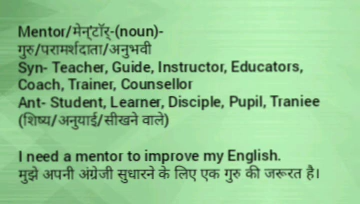 Mentor/मेन्'टॉर्-(noun)-
गुरु/परामर्शदाता/अनुभवी
Syn- Teacher, Guide, Instructor, Educators,
Coach, Trainer, Counsellor
Ant- Student, Learner, Disciple, Pupil, Traniee
(शिष्य/अनुयाई/सीखने वाले)
I need a mentor to improve my English.
मुझे अपनी अंग्रेजी सुधारने के लिए एक गुरु की जरूरत है।